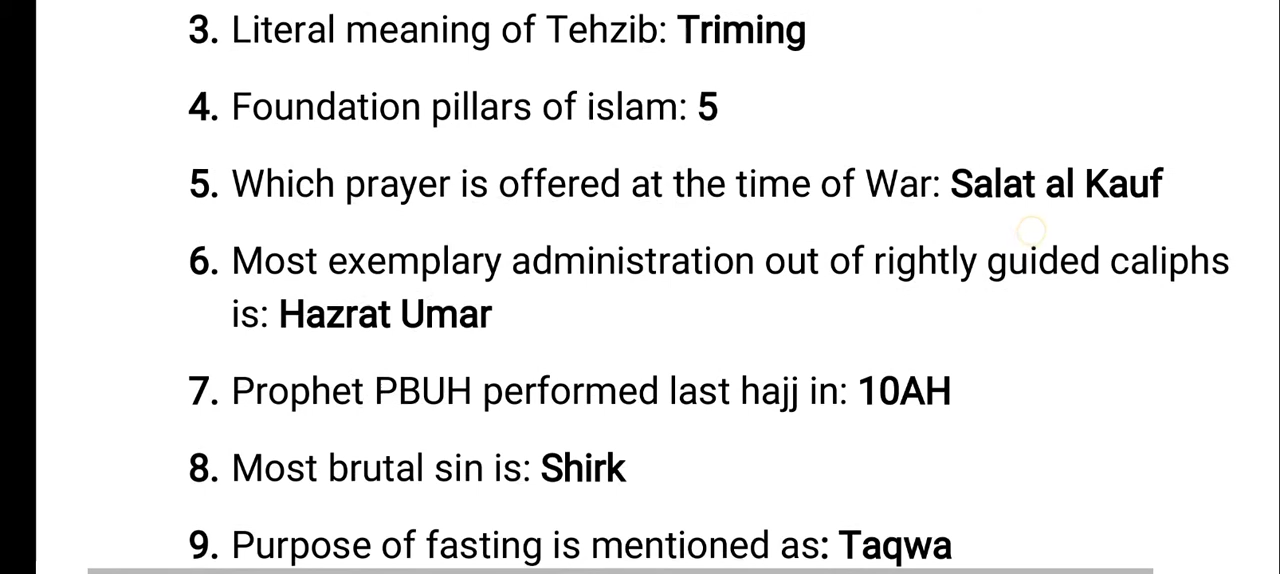 3. Literal meaning of Tehzib: Triming
4. Foundation pillars of islam: 5
5. Which prayer is offered at the time of War: Salat al Kauf
6. Most exemplary administration out of rightly guided caliphs
is: Hazrat Umar
7. Prophet PBUH performed last hajj in: 10AH
8. Most brutal sin is: Shirk
9. Purpose of fasting is mentioned as: Taqwa